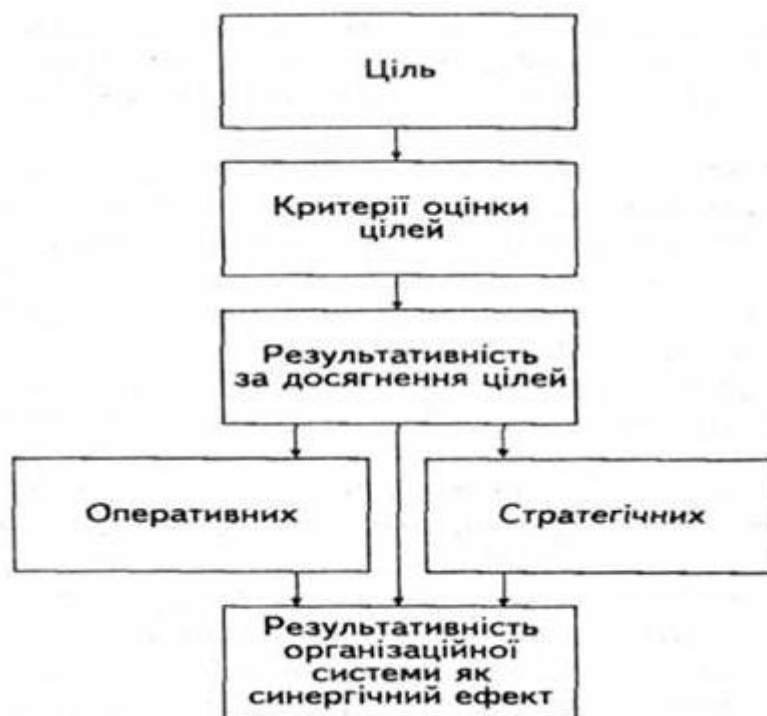 Ціль
Критерії оцінки
цілей
Результативність
за досягнення цілей
Оперативних
Стратегічних
Результативність
організаційної
системи як
синергічний ефект